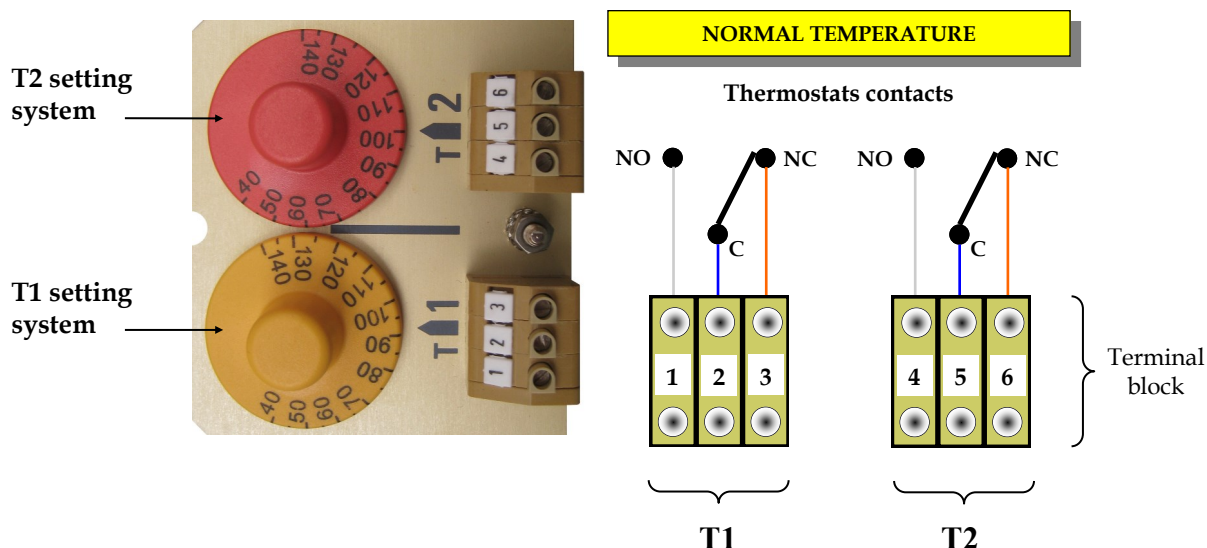 T2 setting
system
140
130
120
110
100
90
80
70
60
50
40
T 2
6
5
4
T1 setting
system
140
130
120
110
100
90
80
70
60
50
40
T 1
3
2
1
NORMAL TEMPERATURE
Thermostats contacts
NO
NC
C
NO
NC
C
1 2 3
4 5 6
Terminal
block
T1
T2